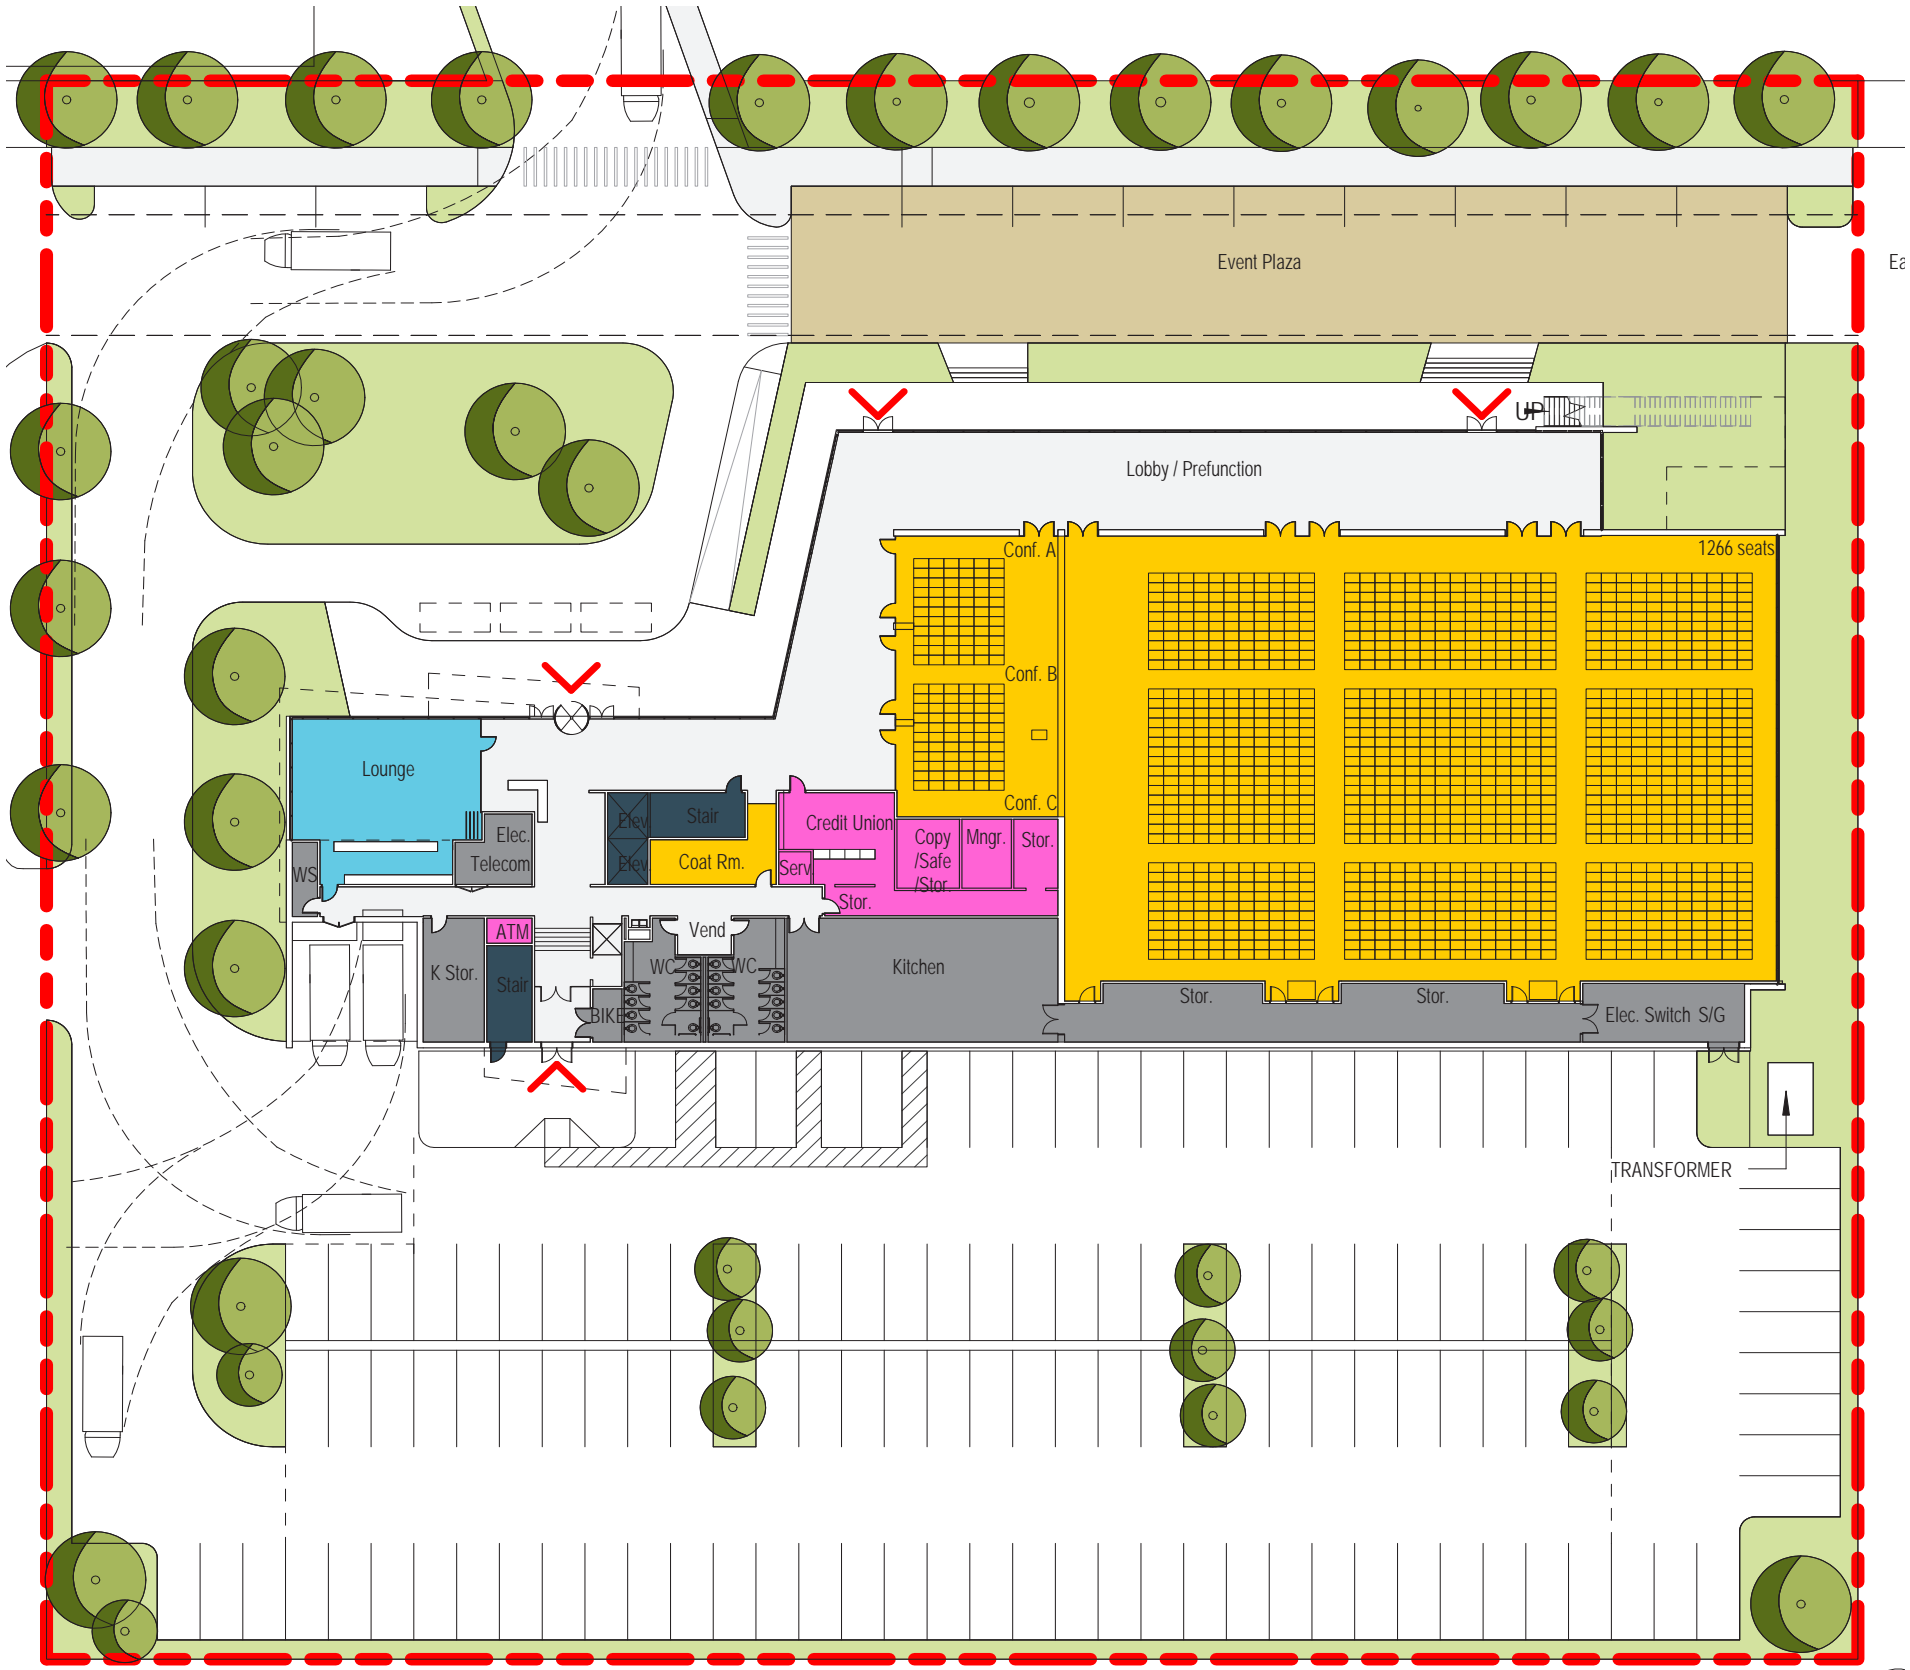 Event Plaza
Ea
UP
Lobby / Prefunction
Conf. A
1266 seats
Conf. B
Lounge
Conf. C
Elev.
Stair
Credit Union
Elec.
Telecom
Elev.
Coat Rm.
Serv.
Copy
/Safe
/Stor.
Mngr.
Stor.
WS
Stor.
ATM
Vend
K Stor.
Stair
WC
WC
Kitchen
BIKE
Stor.
Stor.
Elec. Switch S/G
TRANSFORMER